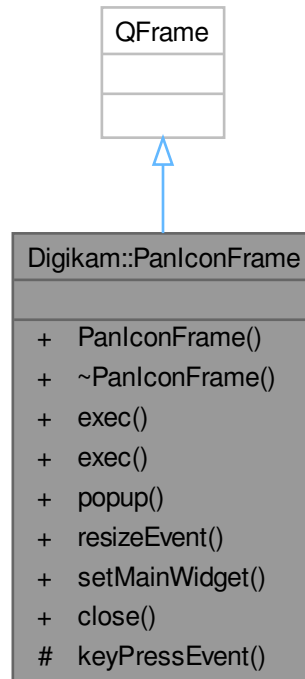 QFrame
Digikam::PanIconFrame
+ PanIconFrame()
+ ~PanIconFrame()
+ exec()
+ exec()
+ popup()
+ resizeEvent()
+ setMainWidget()
+ close()
# keyPressEvent()